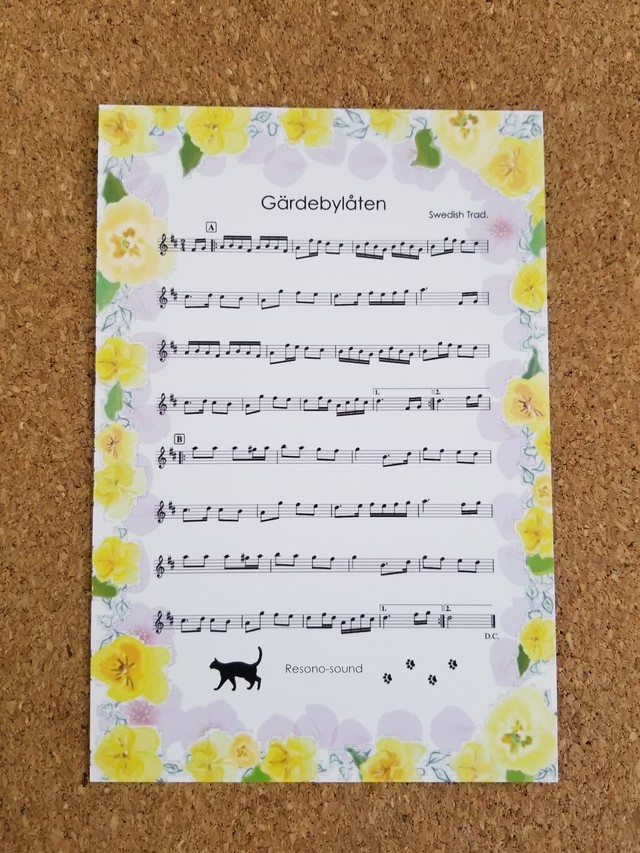 Gärdebylåten
Swedish Trad.
A
1.
2.
B
1.
2.
D.C.
Resono-sound